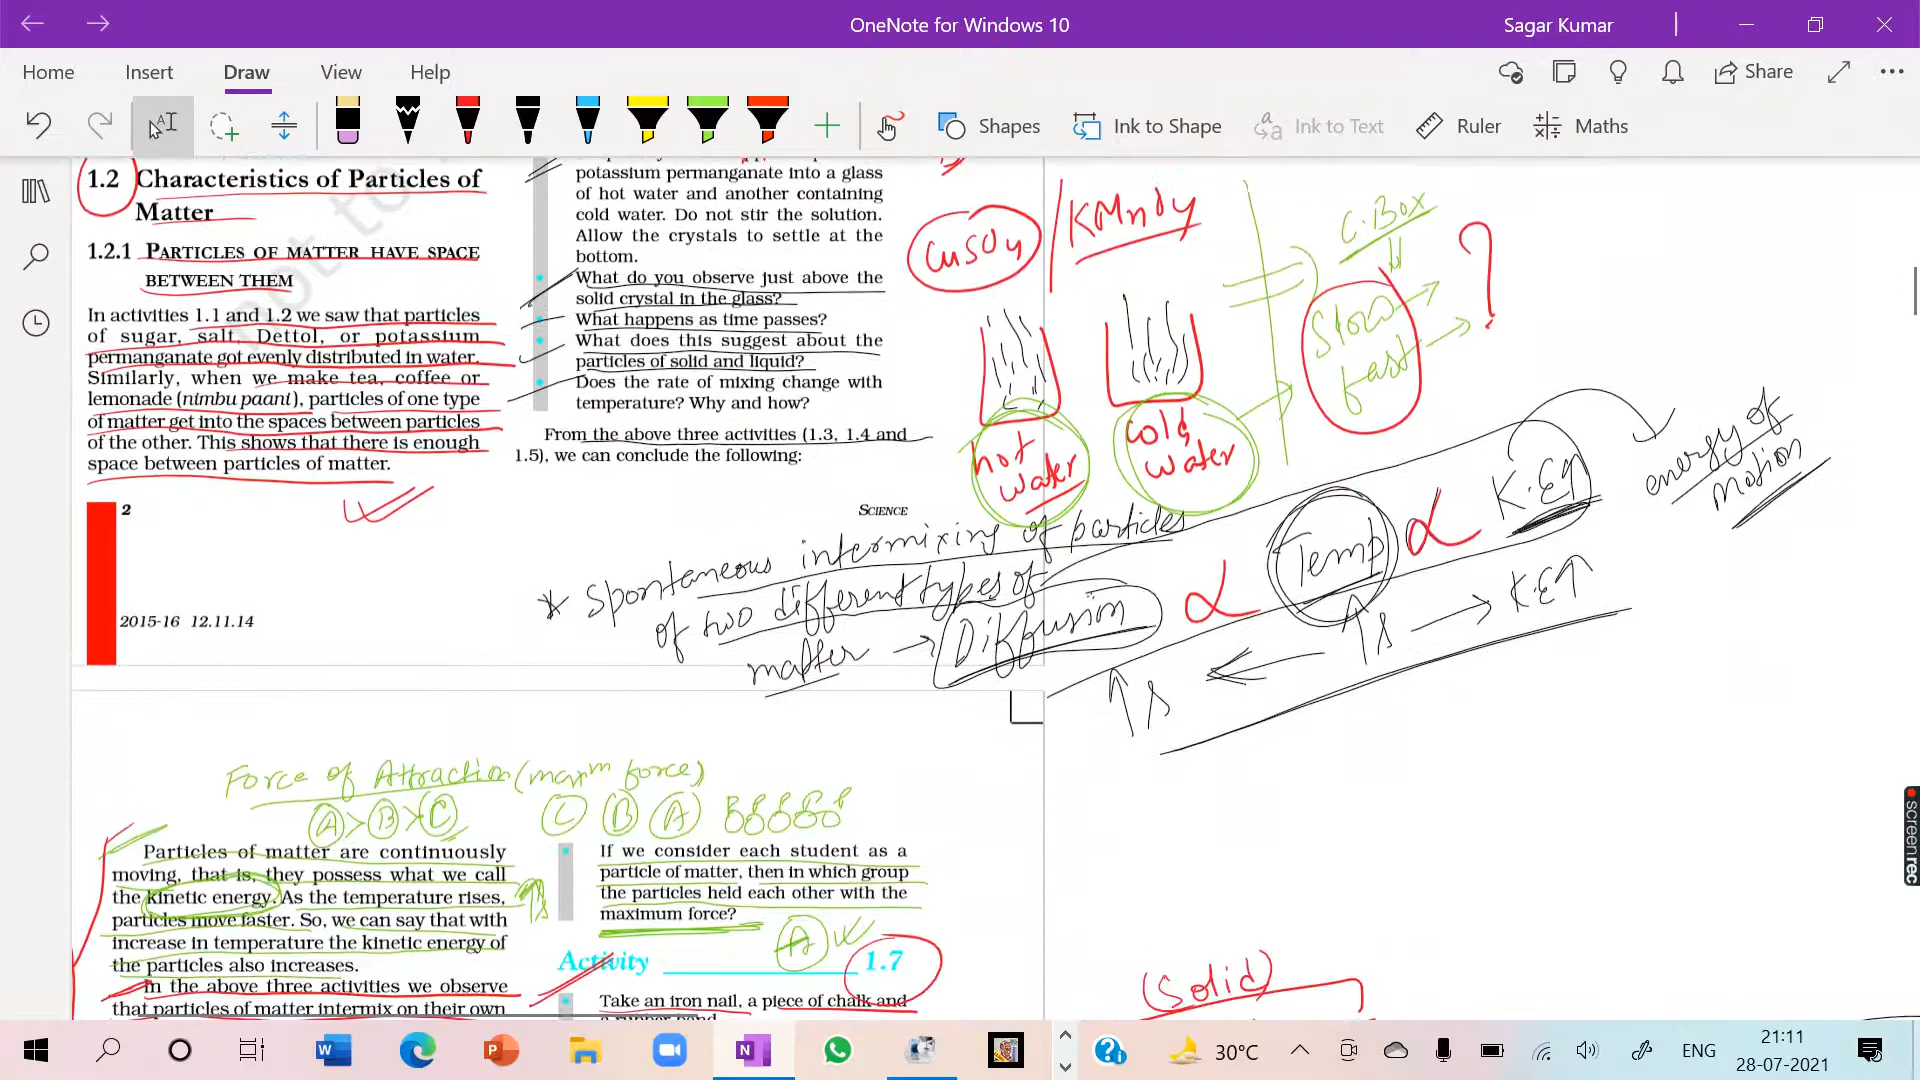 OneNote for Windows 10
Sagar Kumar
Home
Insert
Draw
View
Help
Share
Shapes
Ink to Shape
Ink to Text
Ruler
Maths
1.2 Characteristics of Particles of
Matter
1.2.1 PARTICLES OF MATTER HAVE SPACE
BETWEEN THEM
In activities 1.1 and 1.2 we saw that particles
of sugar, salt, Dettol, or potassium
permanganate got evenly distributed in water.
Similarly, when we make tea, coffee or
lemonade (nimbu paani), particles of one type
of matter get into the spaces between particles
of the other. This shows that there is enough
space between particles of matter.
2
SCIENCE
2015-16 12.11.14
not to
potassium permanganate into a glass
of hot water and another containing
cold water. Do not stir the solution.
Allow the crystals to settle at the
bottom.
What do you observe just above the
solid crystal in the glass?
What happens as time passes?
What does this suggest about the
particles of solid and liquid?
Does the rate of mixing change with
temperature? Why and how?
From the above three activities (1.3, 1.4 and
1.5), we can conclude the following:
CuSO4
KMnO4
C.Box
Slow
fast
?
hot
water
cold
water
* Spontaneous intermixing of particles
of two different types of
matter → Diffusion
∝ Temp ∝ K.E↑
energy of
motion
↑s → K.E↑
↑s
Force of Attraction (maxm force)
A > B > C
C B A
Particles of matter are continuously
moving, that is, they possess what we call
the kinetic energy. As the temperature rises,
particles move faster. So, we can say that with
increase in temperature the kinetic energy of
the particles also increases.
In the above three activities we observe
that particles of matter intermix on their own
↑s
If we consider each student as a
particle of matter, then in which group
the particles held each other with the
maximum force?
A
Activity 1.7
Take an iron nail, a piece of chalk and
(Solid)
screenrec
30°C
ENG
21:11
28-07-2021